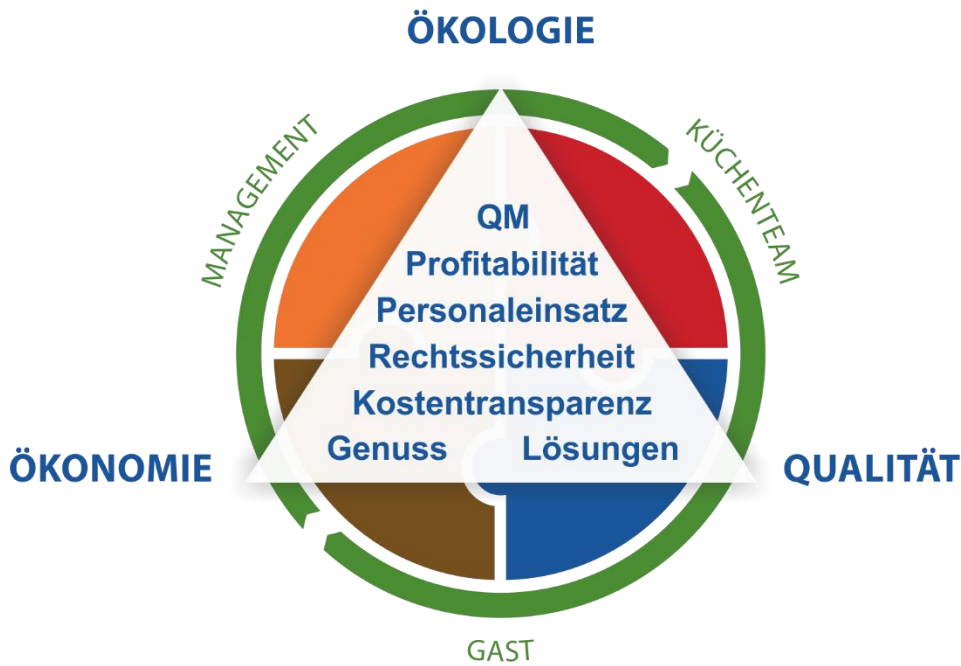 ÖKOLOGIE
MANAGEMENT
KÜCHENTEAM
QM
Profitabilität
Personaleinsatz
Rechtssicherheit
Kostentransparenz
Genuss Lösungen
ÖKONOMIE
QUALITÄT
GAST